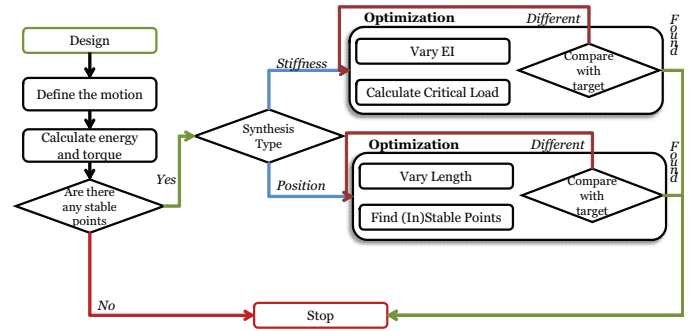 Design
Define the motion
Calculate energy
and torque
Are there
any stable
points
Yes
No
Synthesis
Type
Stiffness
Position
Optimization
Different
Vary EI
Calculate Critical Load
Compare
with
target
Found
Optimization
Different
Vary Length
Find (In)Stable Points
Compare
with
target
Found
Stop